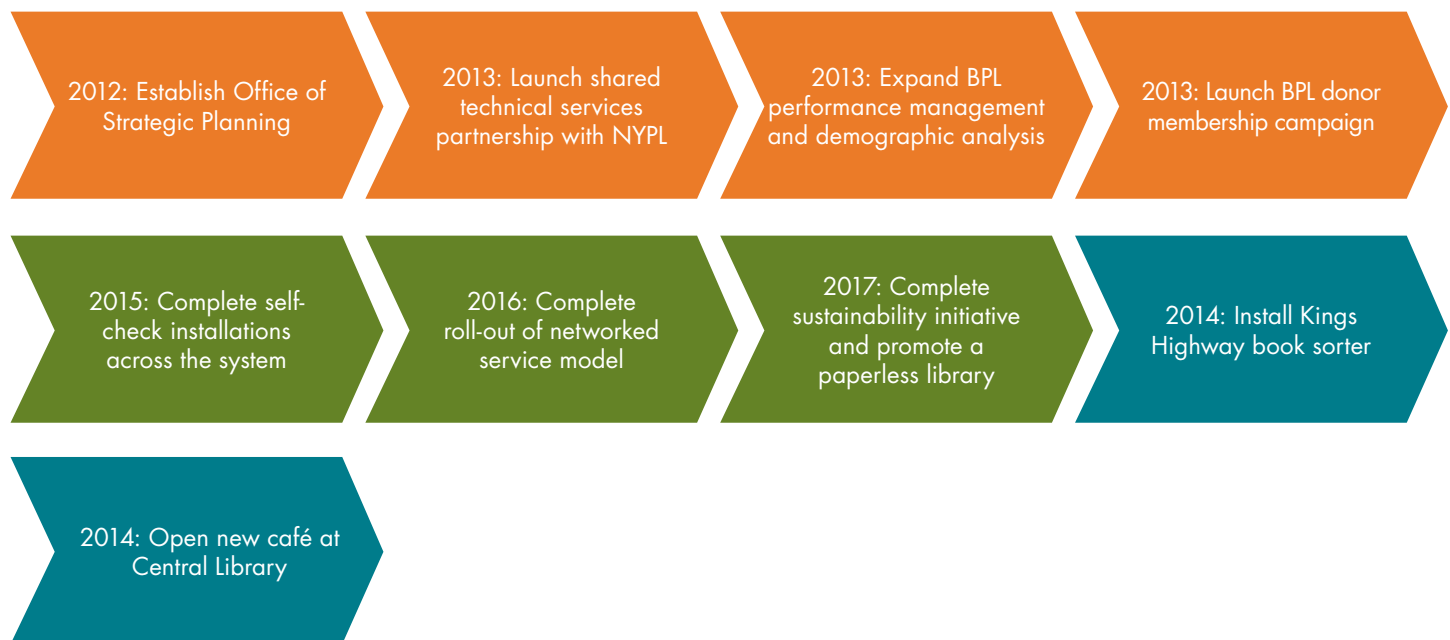 2012: Establish Office of
Strategic Planning
2013: Launch shared
technical services
partnership with NYPL
2013: Expand BPL
performance management
and demographic analysis
2013: Launch BPL donor
membership campaign
2015: Complete self-
check installations
across the system
2016: Complete
roll-out of networked
service model
2017: Complete
sustainability initiative
and promote a
paperless library
2014: Install Kings
Highway book sorter
2014: Open new café at
Central Library